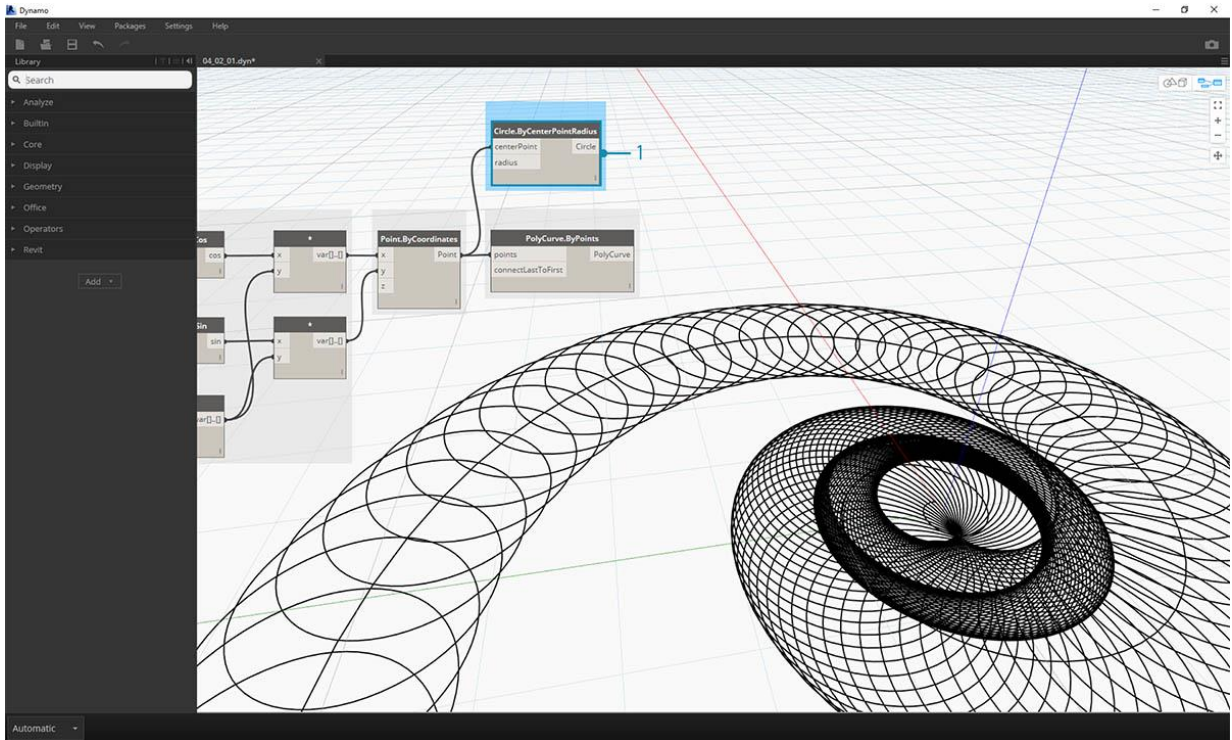 Dynamo
File Edit View Packages Settings Help
Library
04_02_01.dyn*
Search
Analyze
BuiltIn
Core
Display
Geometry
Office
Operators
Revit
Add
Circle.ByCenterPointRadius
centerPoint Circle
radius
1
Cos
cos
*
x var[]..[]
y
Point.ByCoordinates
x Point
y
z
PolyCurve.ByPoints
points PolyCurve
connectLastToFirst
Sin
sin
*
x var[]..[]
y
var[]..[]
Automatic